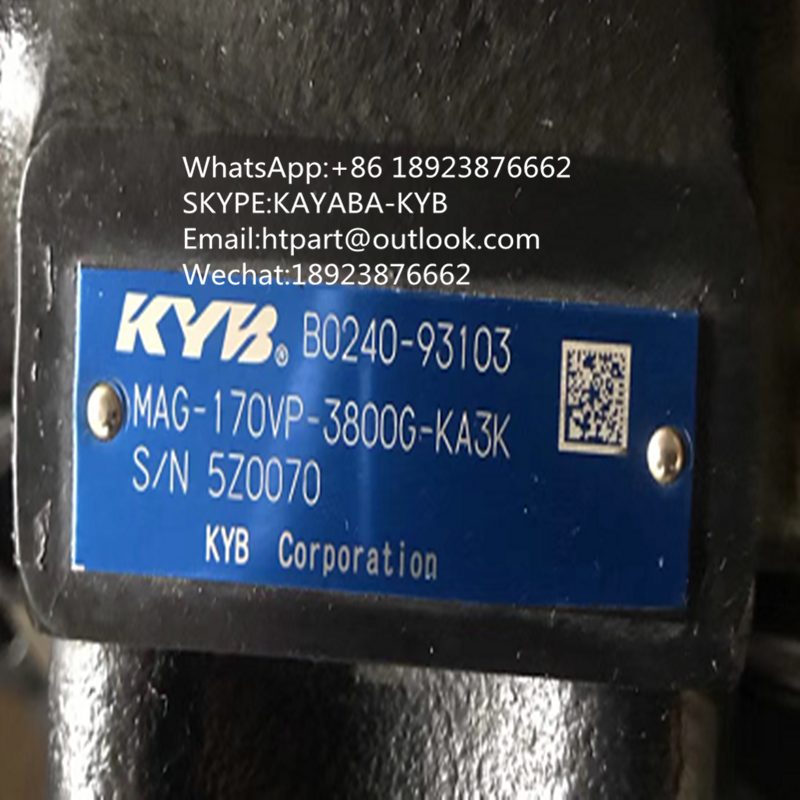 WhatsApp:+86 18923876662
SKYPE:KAYABA-KYB
Email:htpart@outlook.com
Wechat:18923876662
KYB® B0240-93103
MAG-170VP-3800G-KA3K
S/N 5Z0070
KYB Corporation